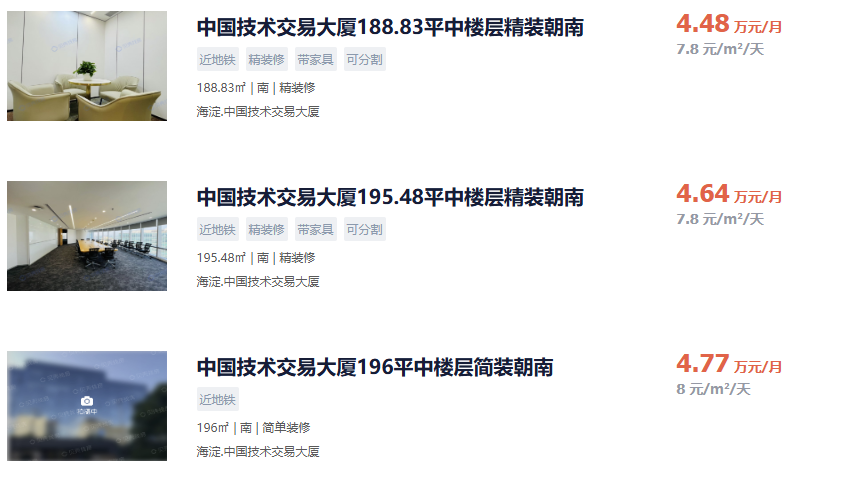 中国技术交易大厦188.83平中楼层精装朝南
4.48 万元/月
近地铁 精装修 带家具 可分割
7.8 元/m²/天
188.83㎡ | 南 | 精装修
海淀.中国技术交易大厦
中国技术交易大厦195.48平中楼层精装朝南
4.64 万元/月
近地铁 精装修 带家具 可分割
7.8 元/m²/天
195.48㎡ | 南 | 精装修
海淀.中国技术交易大厦
中国技术交易大厦196平中楼层简装朝南
4.77 万元/月
近地铁
8 元/m²/天
拍摄中
196㎡ | 南 | 简单装修
海淀.中国技术交易大厦